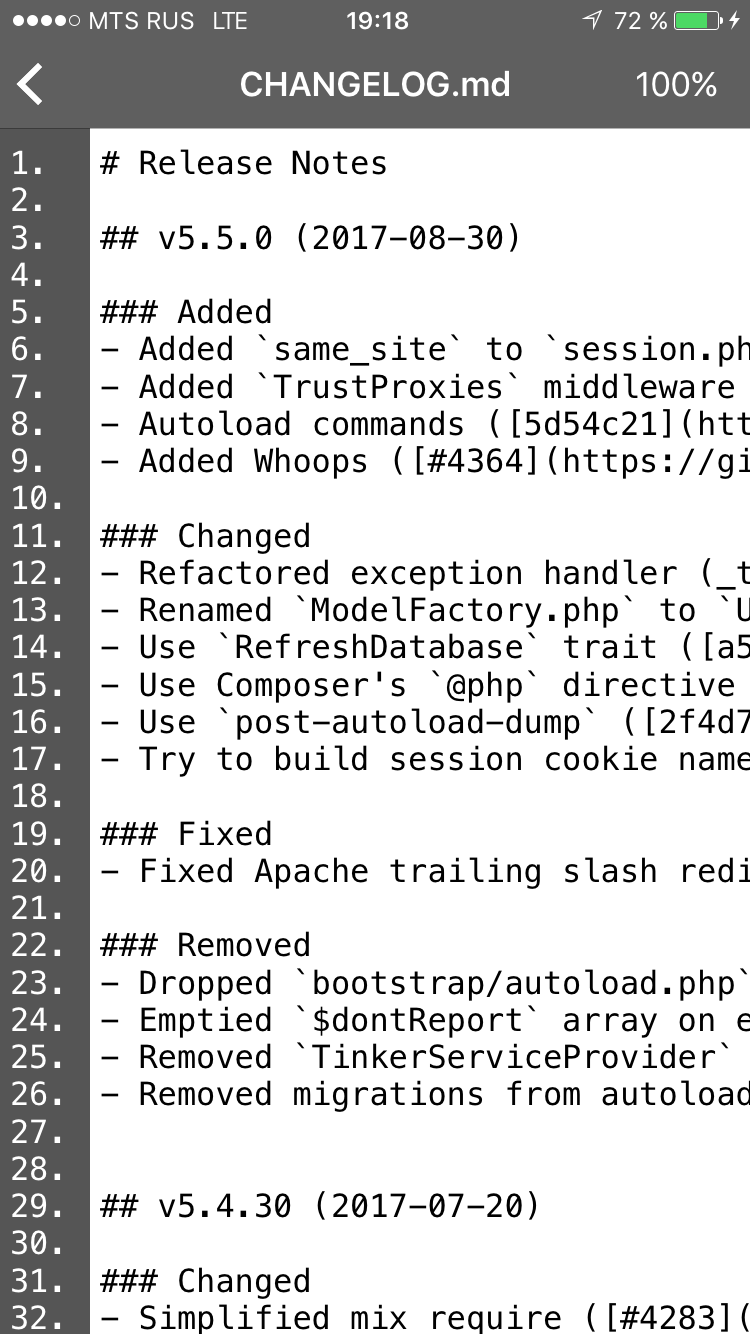 MTS RUS LTE 19:18 72 %
CHANGELOG.md 100%
1. # Release Notes
2.
3. ## v5.5.0 (2017-08-30)
4.
5. ### Added
6. - Added `same_site` to `session.ph
7. - Added `TrustProxies` middleware
8. - Autoload commands ([5d54c21](htt
9. - Added Whoops ([#4364](https://gi
10.
11. ### Changed
12. - Refactored exception handler (_t
13. - Renamed `ModelFactory.php` to `U
14. - Use `RefreshDatabase` trait ([a5
15. - Use Composer's `@php` directive
16. - Use `post-autoload-dump` ([2f4d7
17. - Try to build session cookie name
18.
19. ### Fixed
20. - Fixed Apache trailing slash redi
21.
22. ### Removed
23. - Dropped `bootstrap/autoload.php`
24. - Emptied `$dontReport` array on e
25. - Removed `TinkerServiceProvider`
26. - Removed migrations from autoload
27.
28.
29. ## v5.4.30 (2017-07-20)
30.
31. ### Changed
32. - Simplified mix require ([#4283](